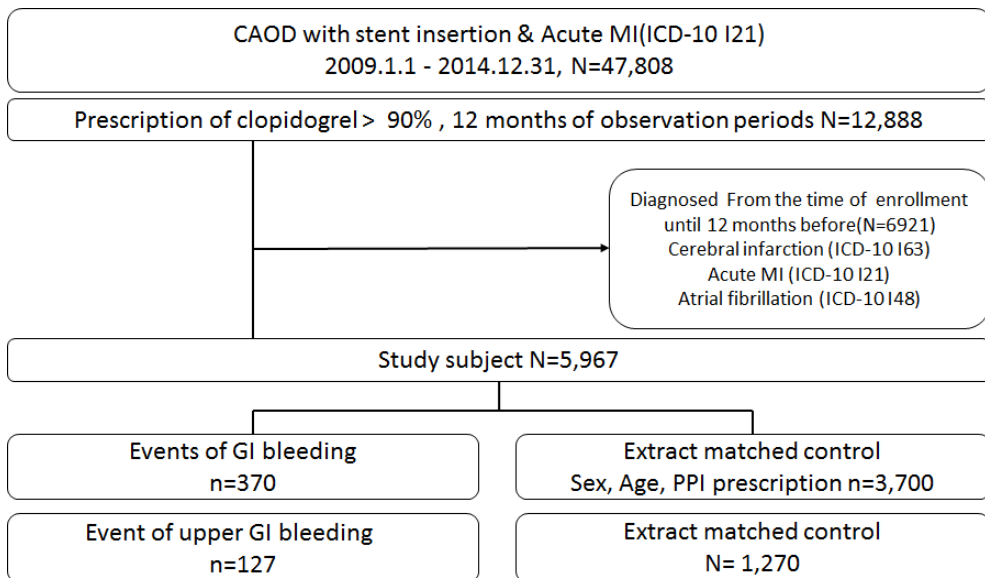 CAOD with stent insertion & Acute MI(ICD-10 I21)
2009.1.1 - 2014.12.31, N=47,808
Prescription of clopidogrel > 90% , 12 months of observation periods N=12,888
Diagnosed From the time of enrollment
until 12 months before(N=6921)
Cerebral infarction (ICD-10 I63)
Acute MI (ICD-10 I21)
Atrial fibrillation (ICD-10 I48)
Study subject N=5,967
Events of GI bleeding
n=370
Extract matched control
Sex, Age, PPI prescription n=3,700
Event of upper GI bleeding
n=127
Extract matched control
N= 1,270